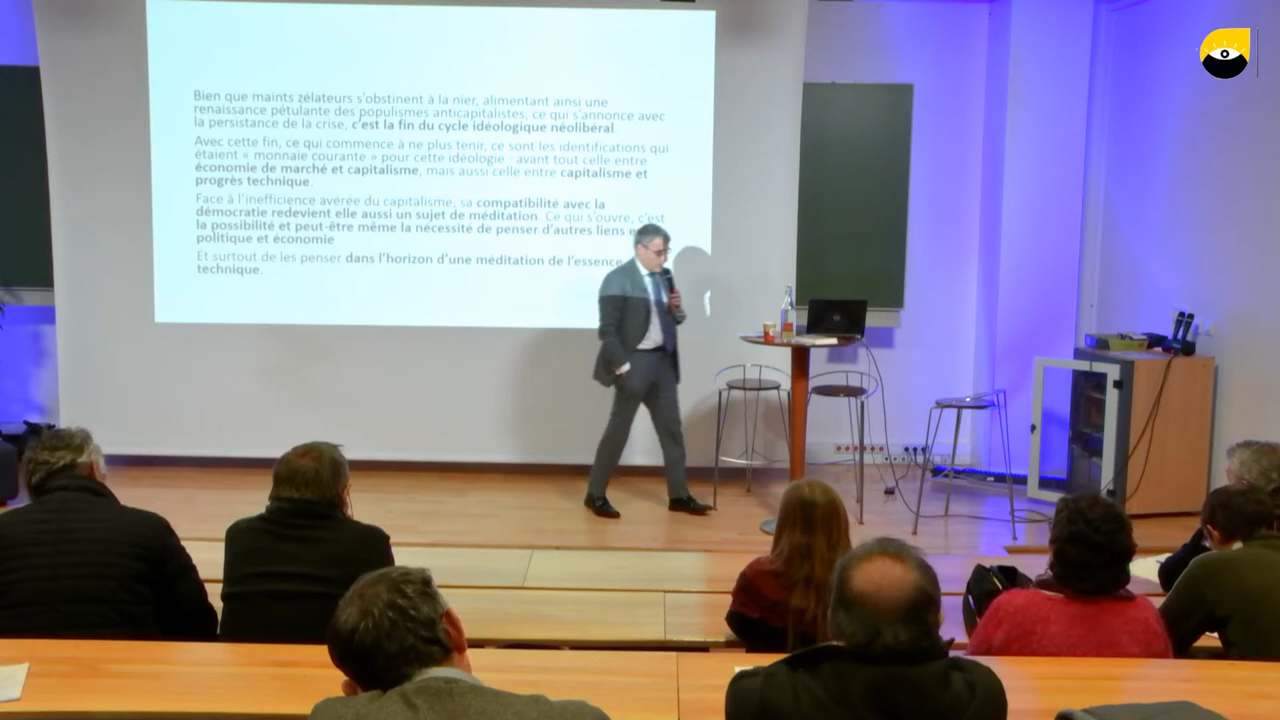 Bien que maints zélateurs s'obstinent à la nier, alimentant ainsi une
renaissance pétulante des populismes anticapitalistes, ce qui s'annonce avec
la persistance de la crise, c'est la fin du cycle idéologique néolibéral.
Avec cette fin, ce qui commence à ne plus tenir, ce sont les identifications qui
étaient « monnaie courante » pour cette idéologie : avant tout celle entre
économie de marché et capitalisme, mais aussi celle entre capitalisme et
progrès technique.
Face à l'inefficience avérée du capitalisme, sa compatibilité avec la
démocratie redevient elle aussi un sujet de méditation. Ce qui s'ouvre, c'est
la possibilité et peut-être même la nécessité de penser d'autres liens
politique et économie
Et surtout de les penser dans l'horizon d'une méditation de l'essence
technique.